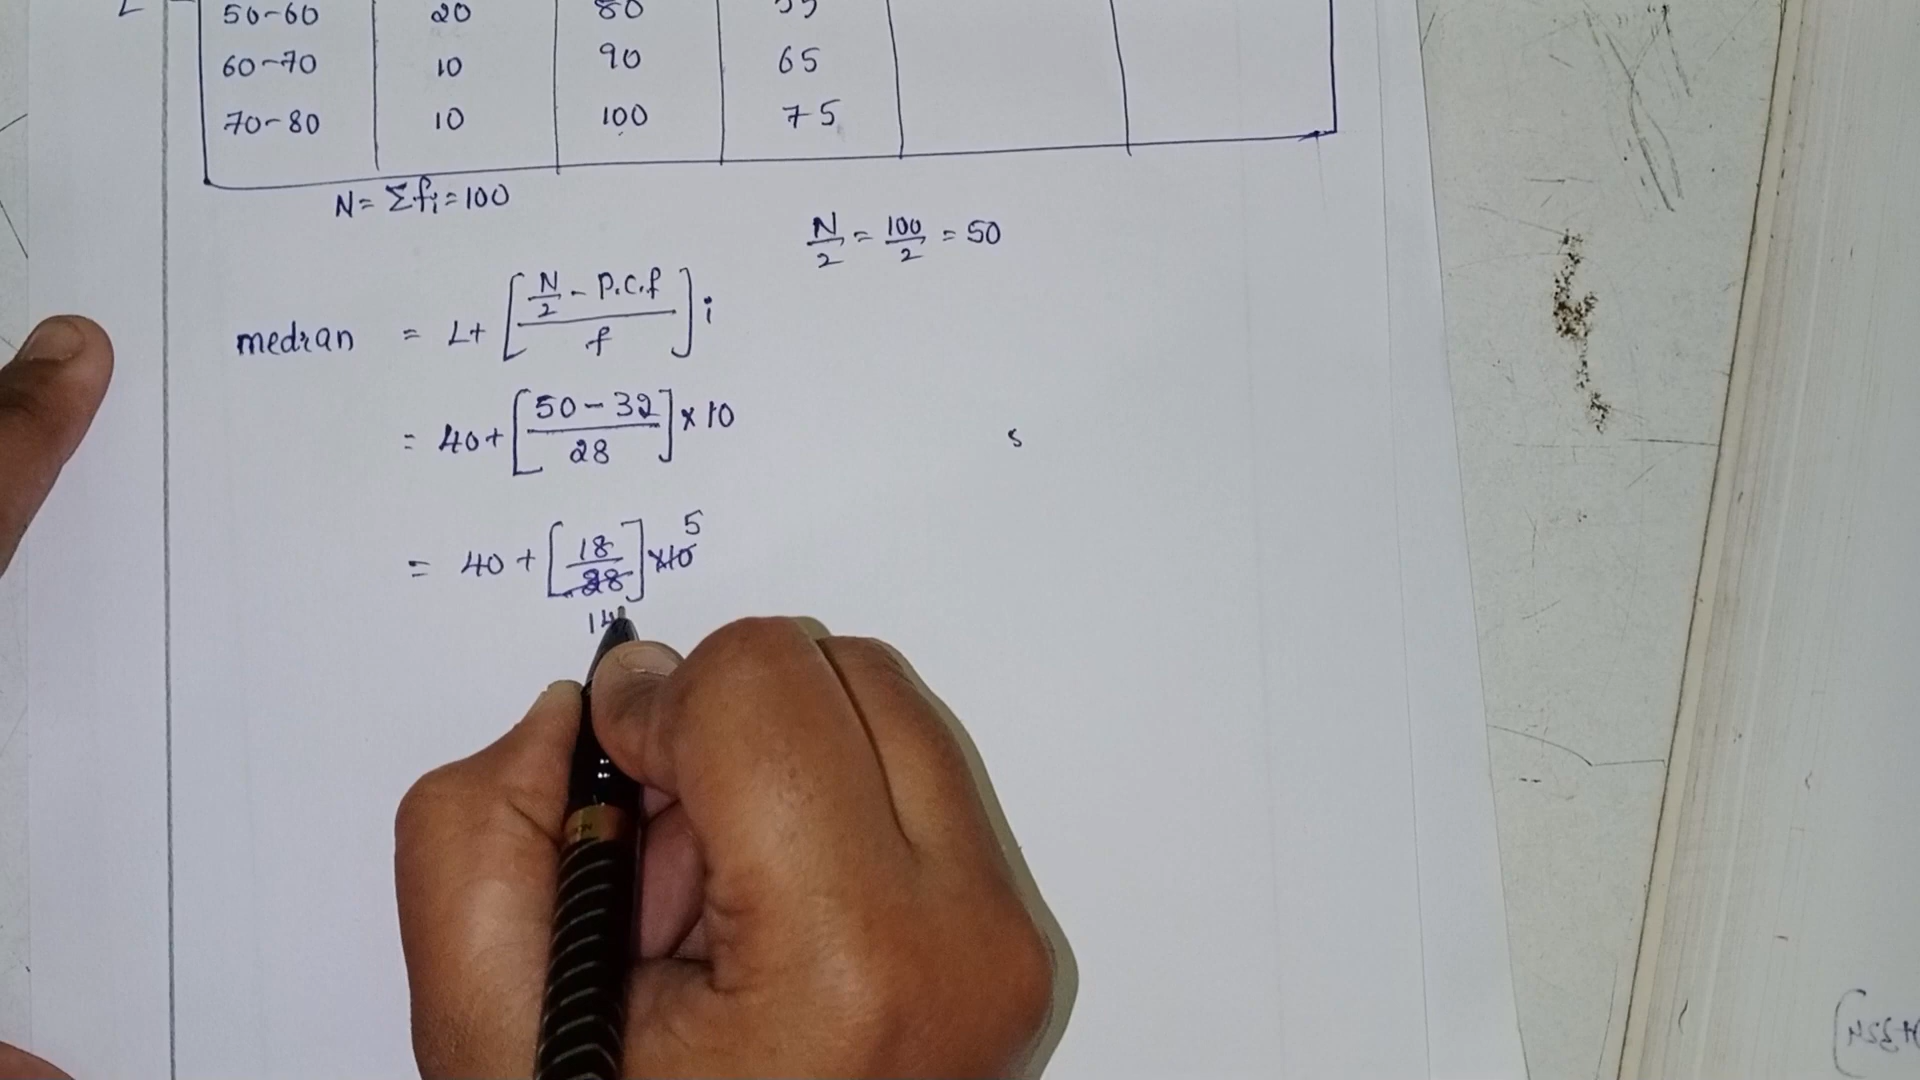 50-60 20 80 55
60-70 10 90 65
70-80 10 100 75
N = Σfi = 100
N/2 = 100/2 = 50
median = L+ [N/2 - P.C.f / f] i
= 40+ [50-32 / 28] × 10
s
= 40+ [18 / 28] ×10 5
14